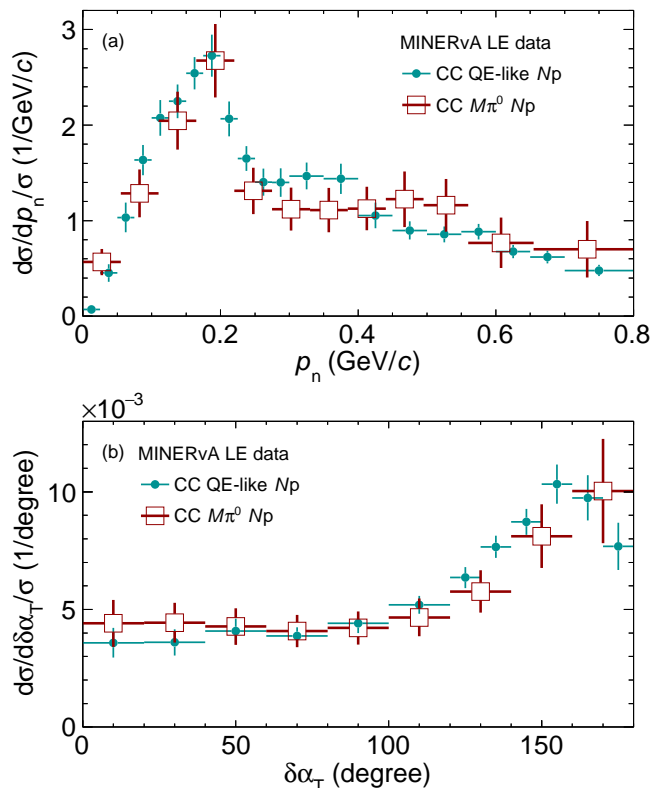 (a)
MINERvA LE data
CC QE-like Np
CC Mπ⁰ Np
dσ/dpₙ/σ (1/GeV/c)
3
2
1
0
0 0.2 0.4 0.6 0.8
pₙ (GeV/c)
×10⁻³
(b) MINERvA LE data
CC QE-like Np
CC Mπ⁰ Np
dσ/dδα_T/σ (1/degree)
10
5
0
0 50 100 150
δα_T (degree)